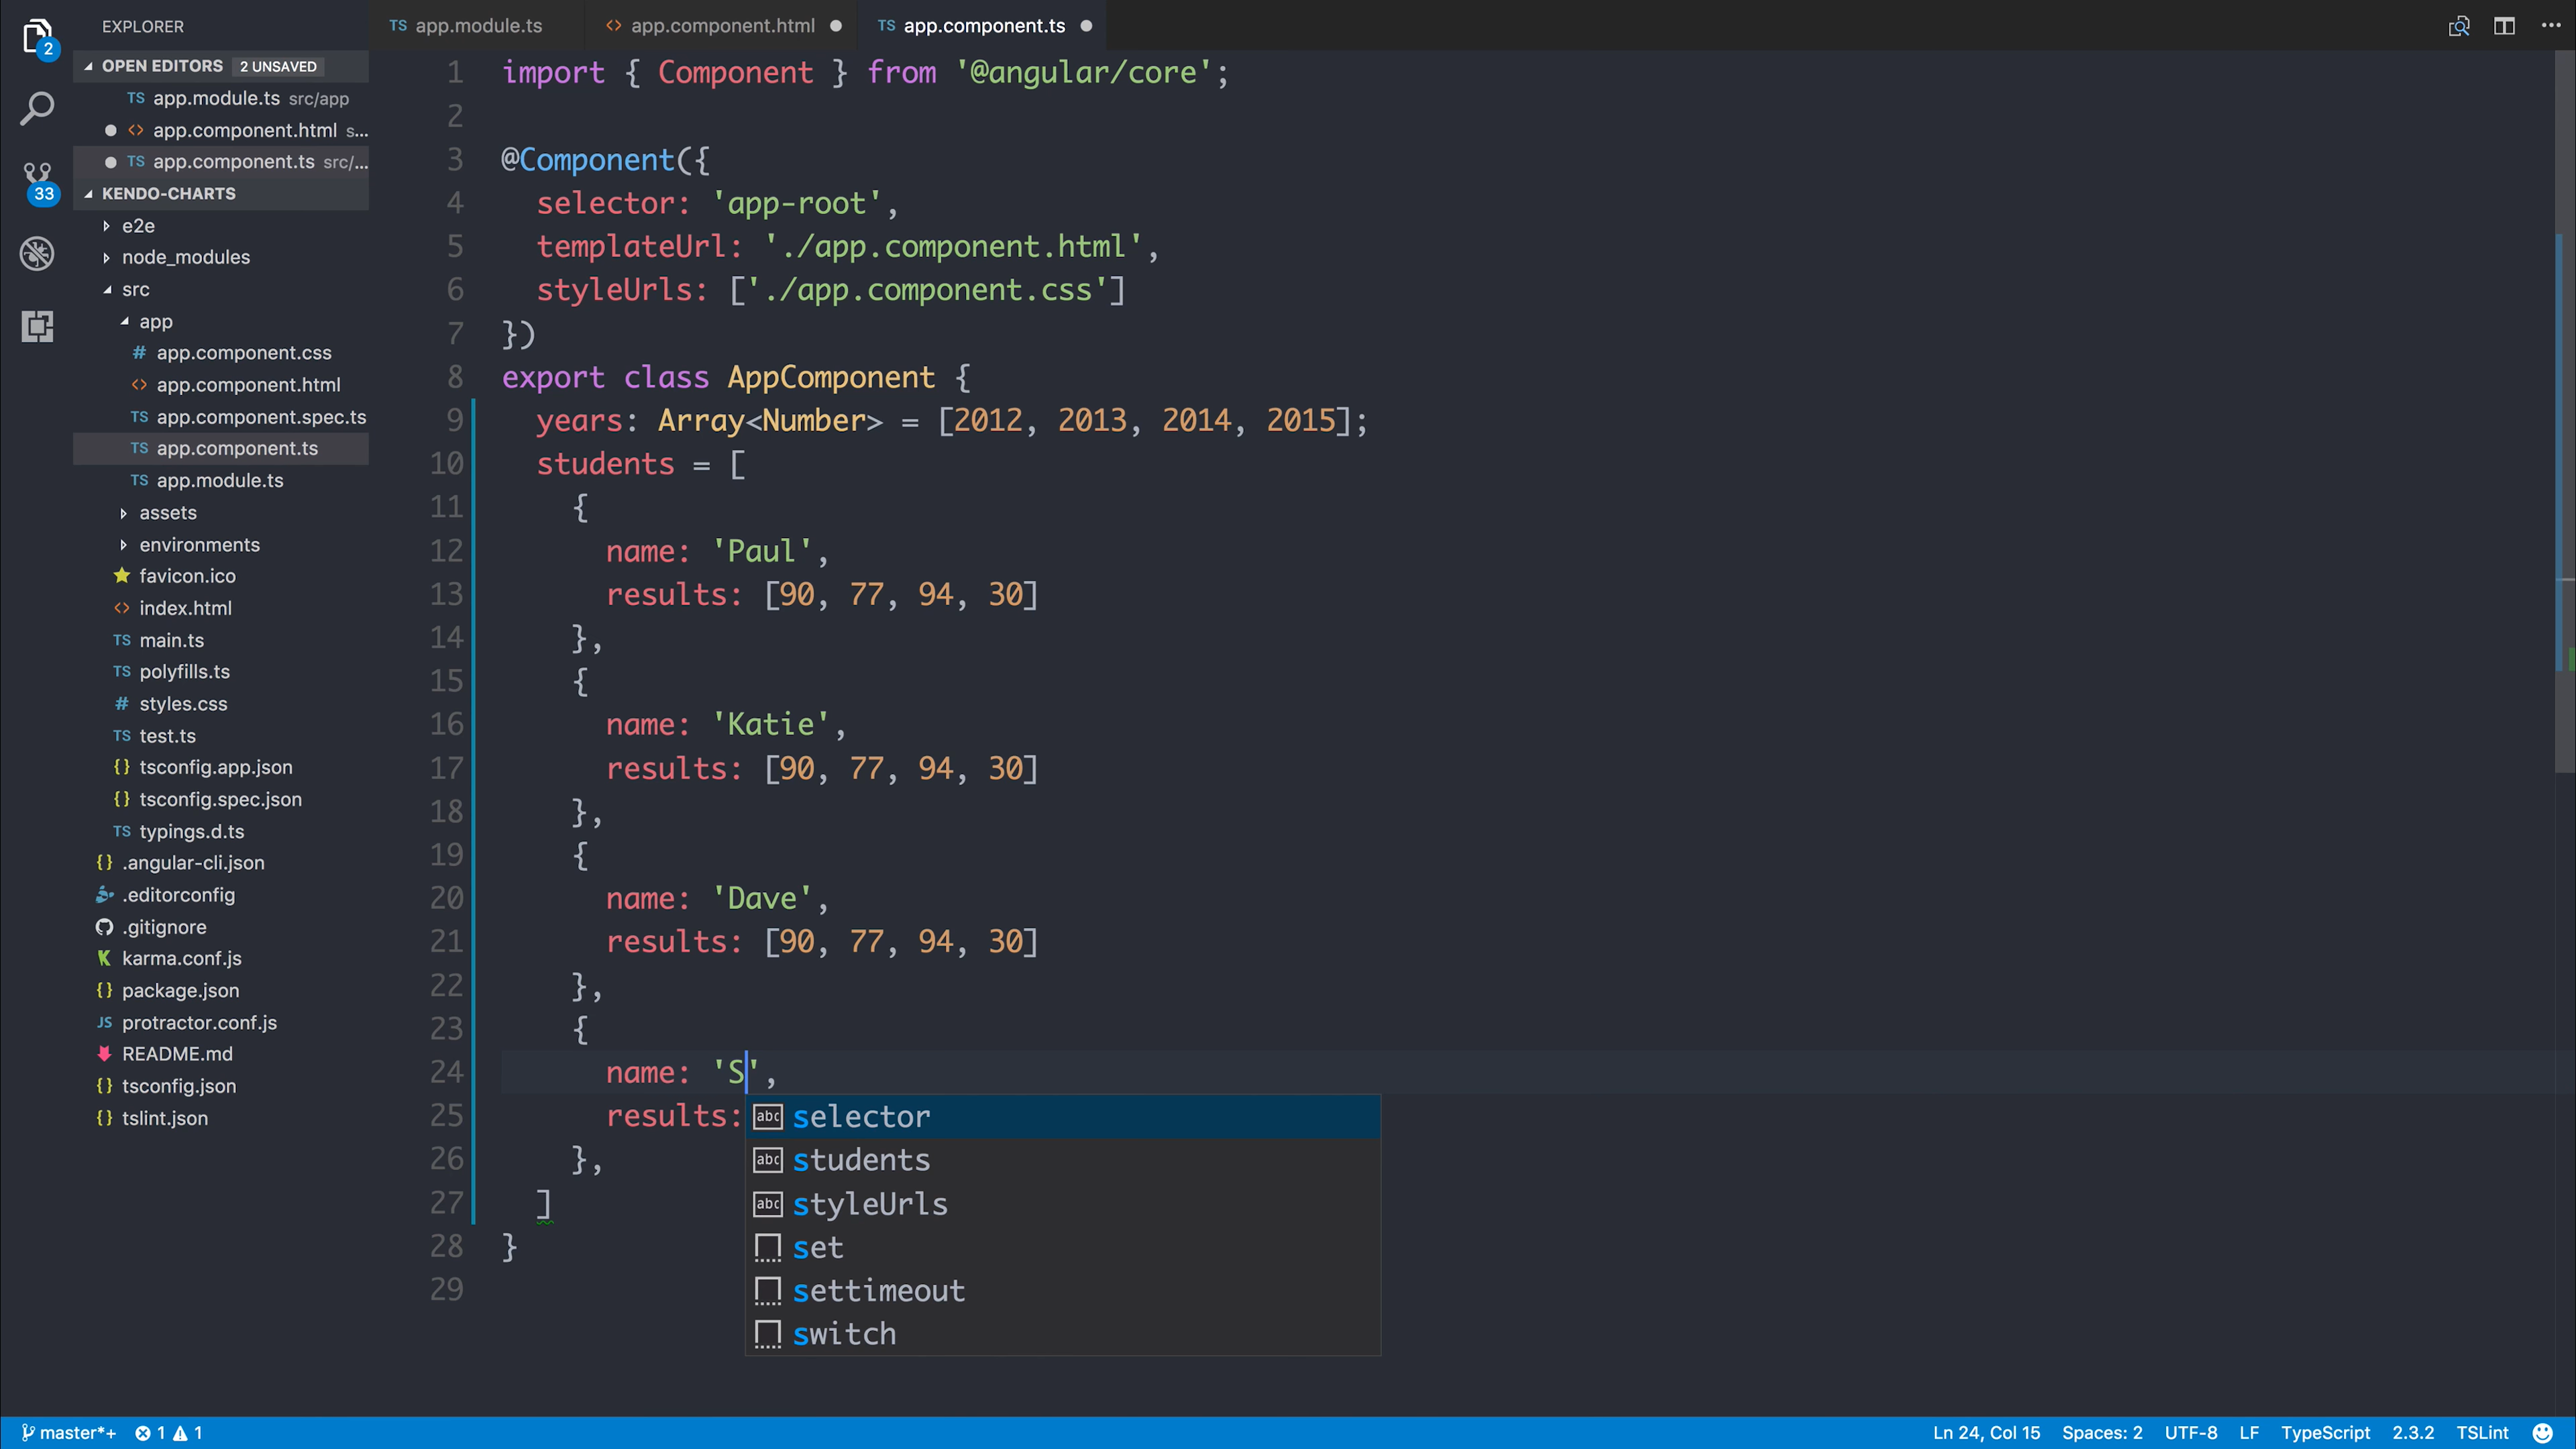 EXPLORER
OPEN EDITORS 2 UNSAVED
TS app.module.ts src/app
<> app.component.html s...
TS app.component.ts src/...
KENDO-CHARTS
e2e
node_modules
src
app
# app.component.css
<> app.component.html
TS app.component.spec.ts
TS app.component.ts
TS app.module.ts
assets
environments
favicon.ico
<> index.html
TS main.ts
TS polyfills.ts
# styles.css
TS test.ts
{} tsconfig.app.json
{} tsconfig.spec.json
TS typings.d.ts
{} .angular-cli.json
.editorconfig
.gitignore
K karma.conf.js
{} package.json
JS protractor.conf.js
README.md
{} tsconfig.json
{} tslint.json
2
33
TS app.module.ts <> app.component.html TS app.component.ts
1 import { Component } from '@angular/core';
2
3 @Component({
4 selector: 'app-root',
5 templateUrl: './app.component.html',
6 styleUrls: ['./app.component.css']
7 })
8 export class AppComponent {
9 years: Array<Number> = [2012, 2013, 2014, 2015];
10 students = [
11 {
12 name: 'Paul',
13 results: [90, 77, 94, 30]
14 },
15 {
16 name: 'Katie',
17 results: [90, 77, 94, 30]
18 },
19 {
20 name: 'Dave',
21 results: [90, 77, 94, 30]
22 },
23 {
24 name: 'S',
25 results:
26 },
27 ]
28 }
29
abc selector
abc students
abc styleUrls
set
settimeout
switch
master*+ 1 1 Ln 24, Col 15 Spaces: 2 UTF-8 LF TypeScript 2.3.2 TSLint